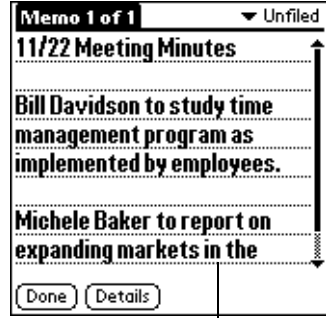 Memo 1 of 1 Unfiled
11/22 Meeting Minutes
Bill Davidson to study time
management program as
implemented by employees.
Michele Baker to report on
expanding markets in the
Done Details